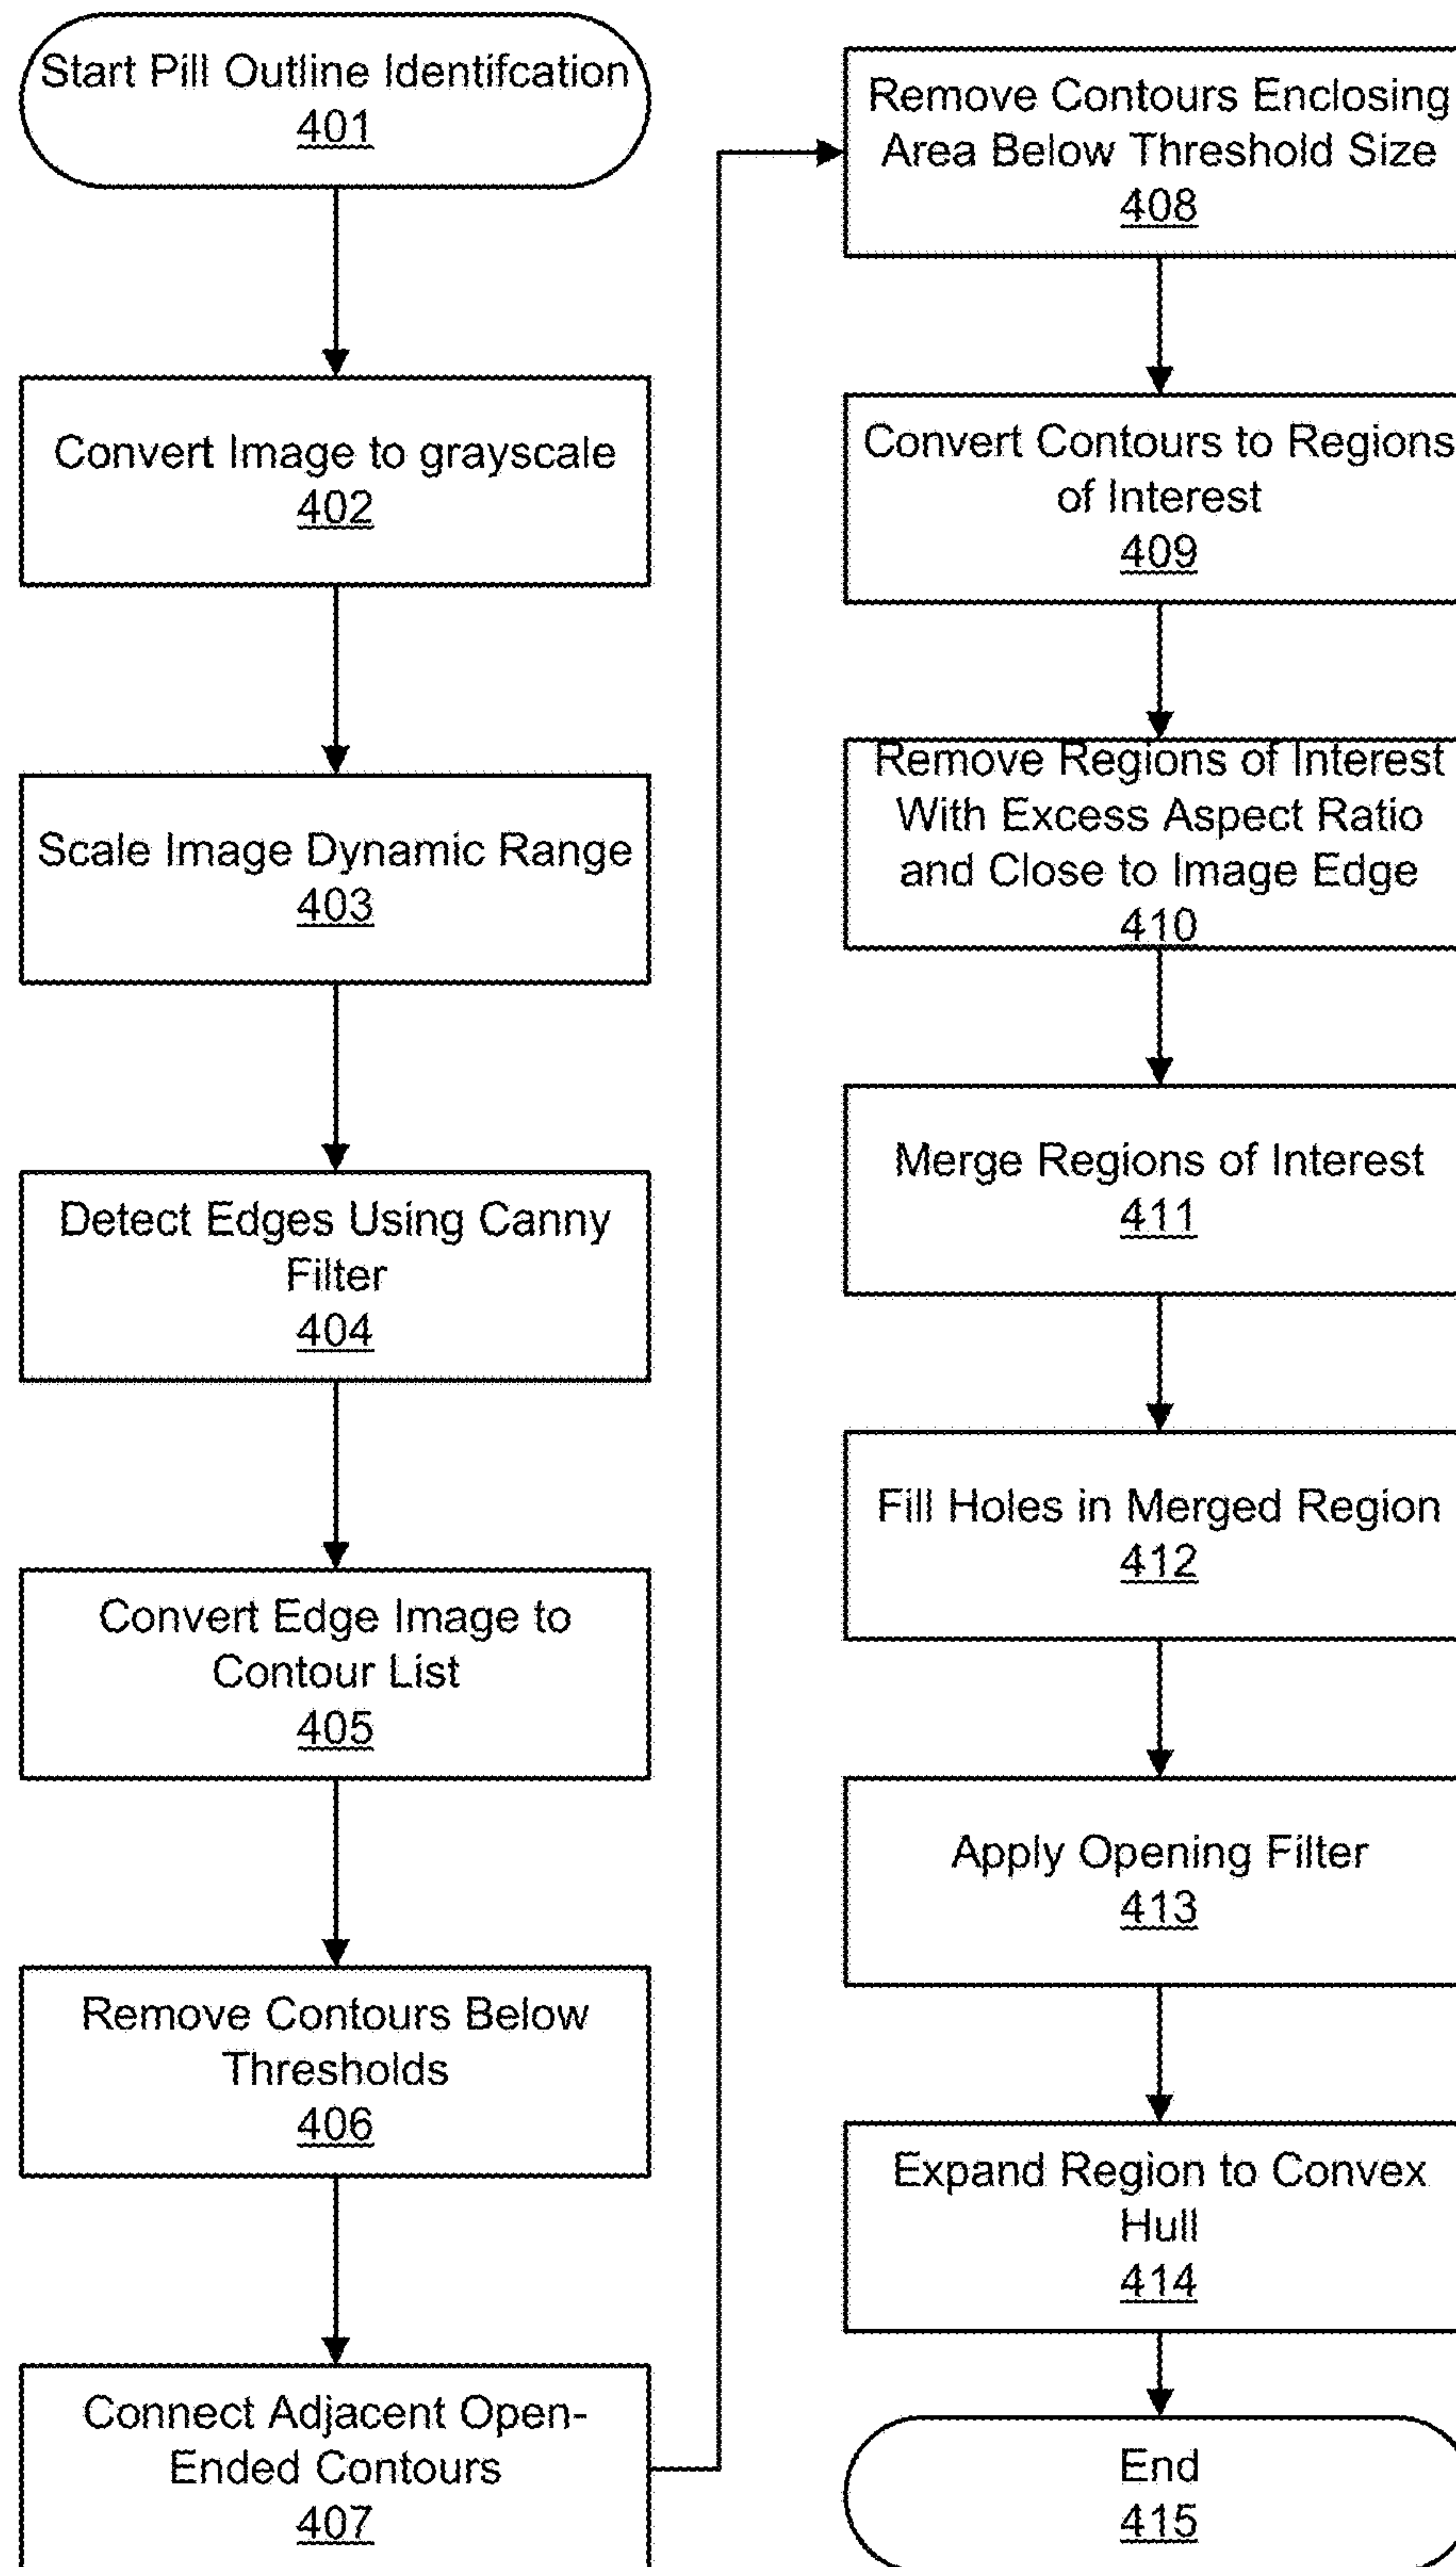 Start Pill Outline Identifcation
401
Convert Image to grayscale
402
Scale Image Dynamic Range
403
Detect Edges Using Canny
Filter
404
Convert Edge Image to
Contour List
405
Remove Contours Below
Thresholds
406
Connect Adjacent Open-
Ended Contours
407
Remove Contours Enclosing
Area Below Threshold Size
408
Convert Contours to Regions
of Interest
409
Remove Regions of Interest
With Excess Aspect Ratio
and Close to Image Edge
410
Merge Regions of Interest
411
Fill Holes in Merged Region
412
Apply Opening Filter
413
Expand Region to Convex
Hull
414
End
415